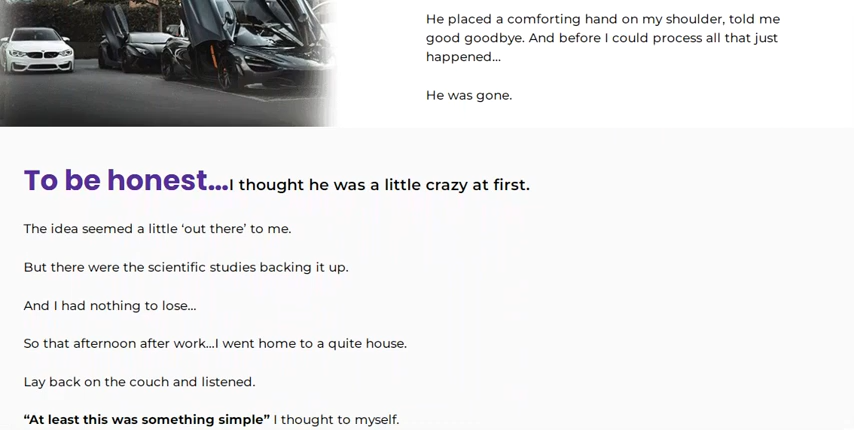 He placed a comforting hand on my shoulder, told me
good goodbye. And before I could process all that just
happened...
He was gone.
To be honest...I thought he was a little crazy at first.
The idea seemed a little ‘out there’ to me.
But there were the scientific studies backing it up.
And I had nothing to lose...
So that afternoon after work...I went home to a quite house.
Lay back on the couch and listened.
“At least this was something simple” I thought to myself.